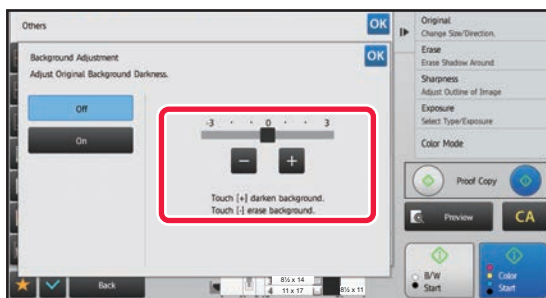 Others
OK
Background Adjustment
OK
Adjust Original Background Darkness.
Off
On
-3 · · 0 · · 3
Touch [+] darken background.
Touch [-] erase background.
Back
8½ x 14
4 11 x 17
8½ x 11
Original
Change Size/Direction.
Erase
Erase Shadow Around
Sharpness
Adjust Outline of Image
Exposure
Select Type/Exposure
Color Mode
Proof Copy
Preview
CA
B/W
Start
Color
Start